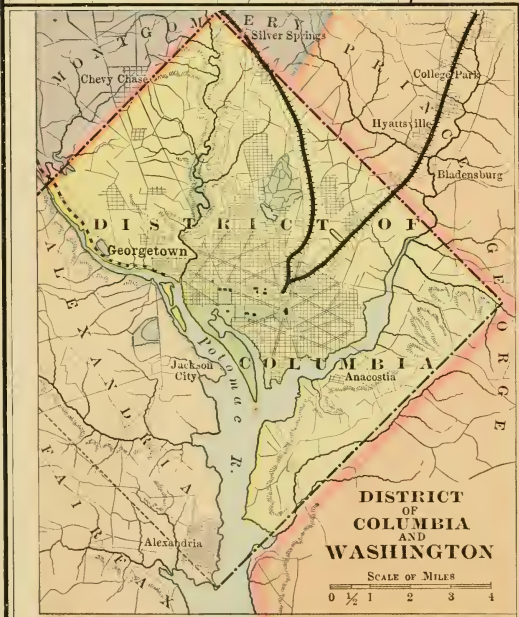 MONTGOMERY
Silver Springs
Chevy Chase
PRINCE
College Park
Hyattsville
Bladensburg
DISTRICT OF
Georgetown
GEORGE
ALEXANDRIA
Jackson
City
Potomac R.
COLUMBIA
Anacostia
FAIRFAX
Alexandria
DISTRICT
OF
COLUMBIA
AND
WASHINGTON
SCALE OF MILES
0 ½ 1 2 3 4